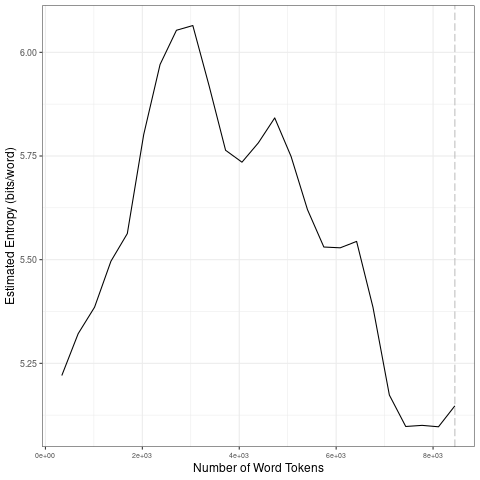 Estimated Entropy (bits/word)
6.00
5.75
5.50
5.25
0e+00 2e+03 4e+03 6e+03 8e+03
Number of Word Tokens